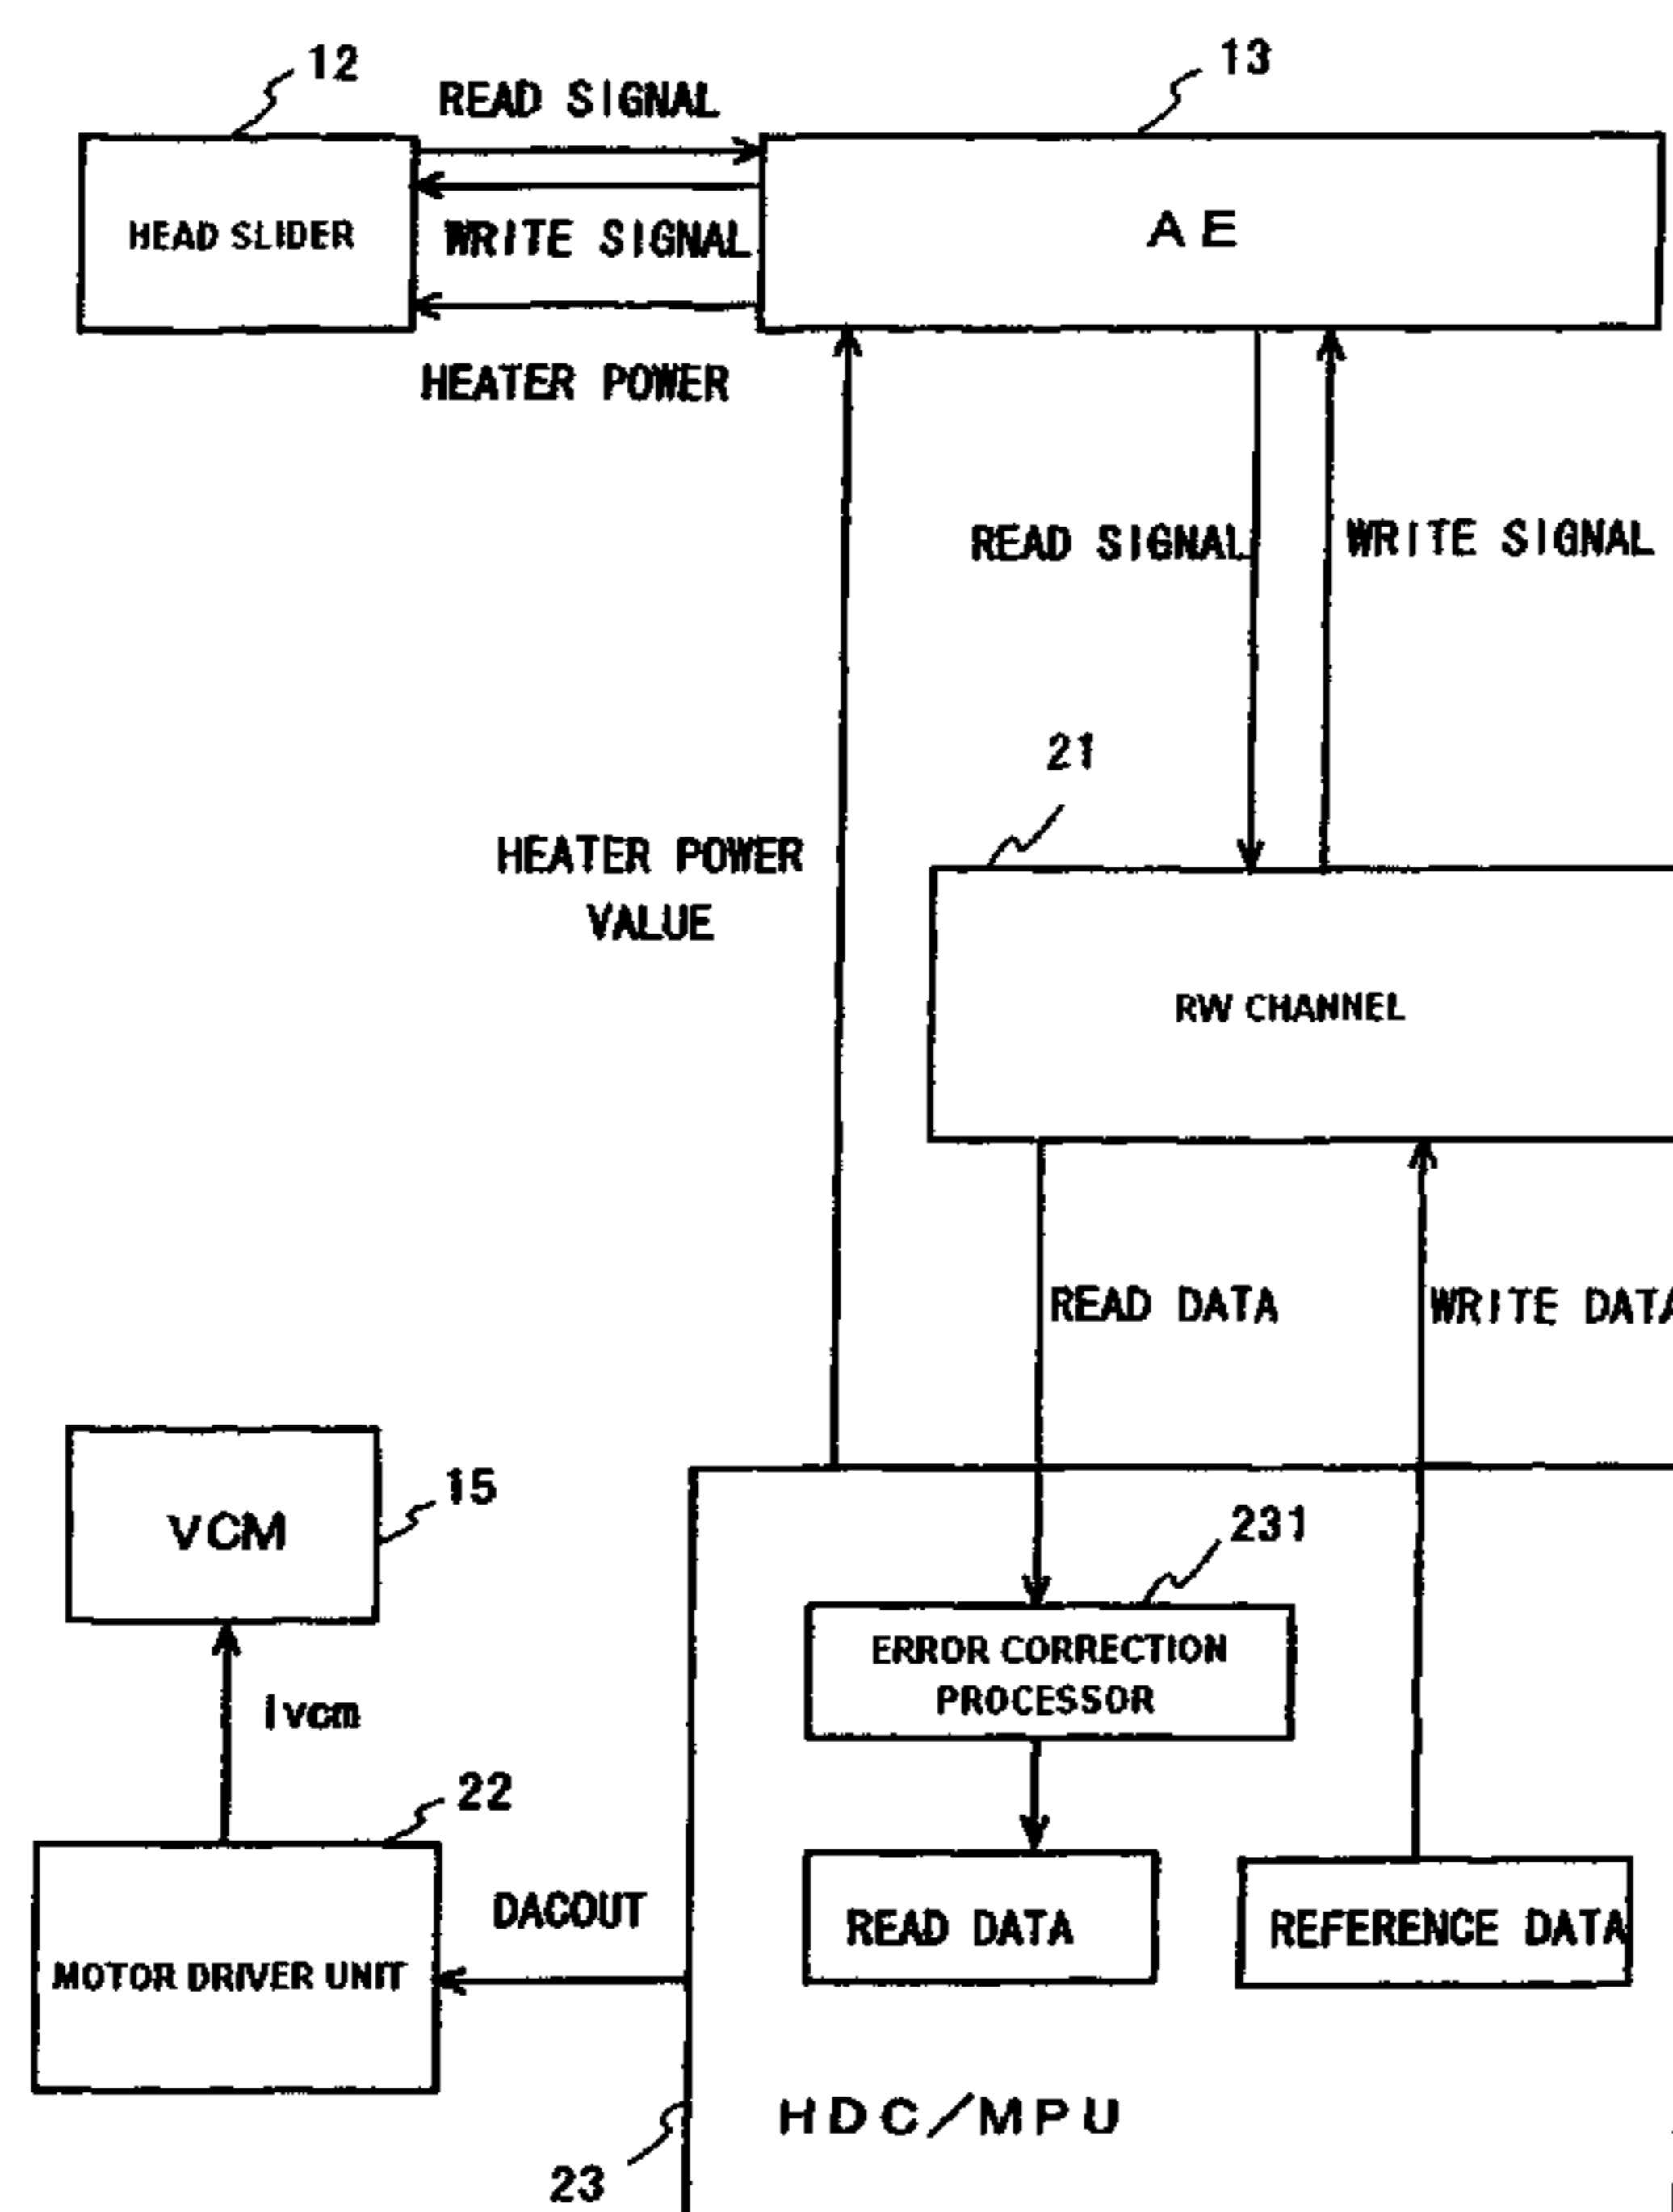 12
13
READ SIGNAL
HEAD SLIDER
WRITE SIGNAL
AE
HEATER POWER
READ SIGNAL
WRITE SIGNAL
21
HEATER POWER
VALUE
RW CHANNEL
READ DATA
WRITE DATA
VCM
15
231
ERROR CORRECTION
PROCESSOR
Ivcm
22
DACOUT
READ DATA
REFERENCE DATA
MOTOR DRIVER UNIT
HDC/MPU
23